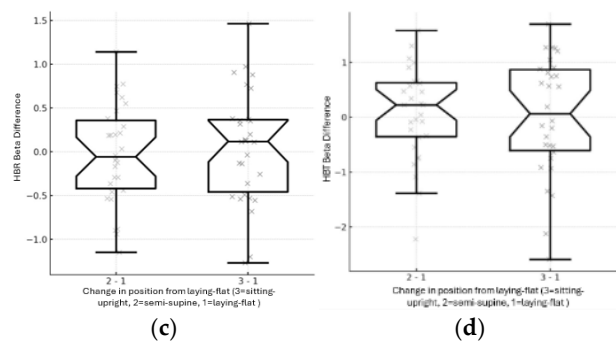 1.5
1.0
0.5
0.0
−0.5
−1.0
HBR Beta Difference
2 - 1
3 - 1
Change in position from laying-flat (3=sitting-
upright, 2=semi-supine, 1=laying-flat )
(c)
1
0
−1
−2
HBT Beta Difference
2 - 1
3 - 1
Change in position from laying-flat (3=sitting-
upright, 2=semi-supine, 1=laying-flat )
(d)